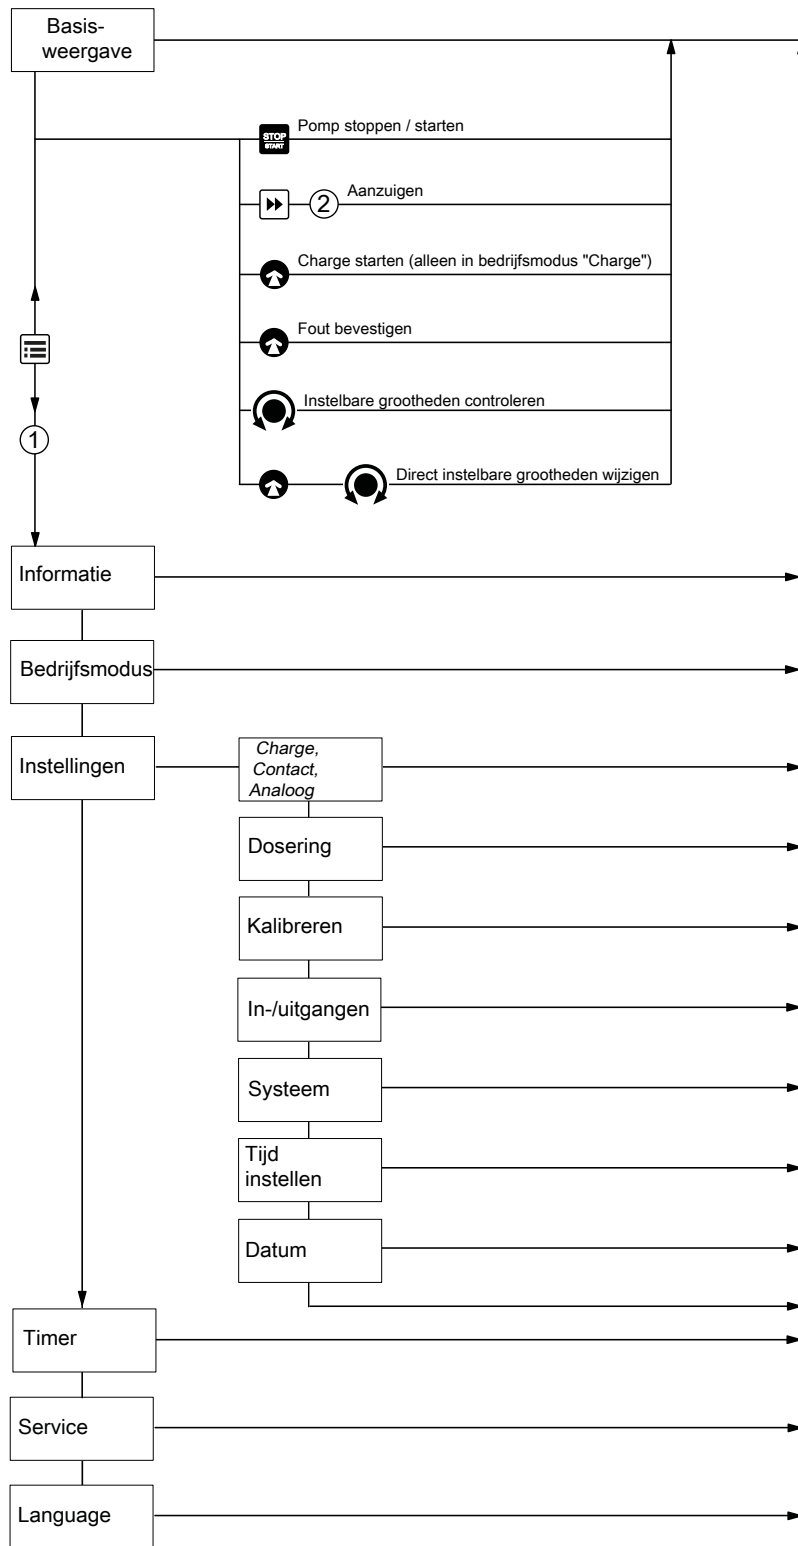 Basis-
weergave
STOP
START
Pomp stoppen / starten
2
Aanzuigen
Charge starten (alleen in bedrijfsmodus "Charge")
Fout bevestigen
Instelbare grootheden controleren
1
Direct instelbare grootheden wijzigen
Informatie
Bedrijfsmodus
Instellingen
Charge,
Contact,
Analoog
Dosering
Kalibreren
In-/uitgangen
Systeem
Tijd
instellen
Datum
Timer
Service
Language